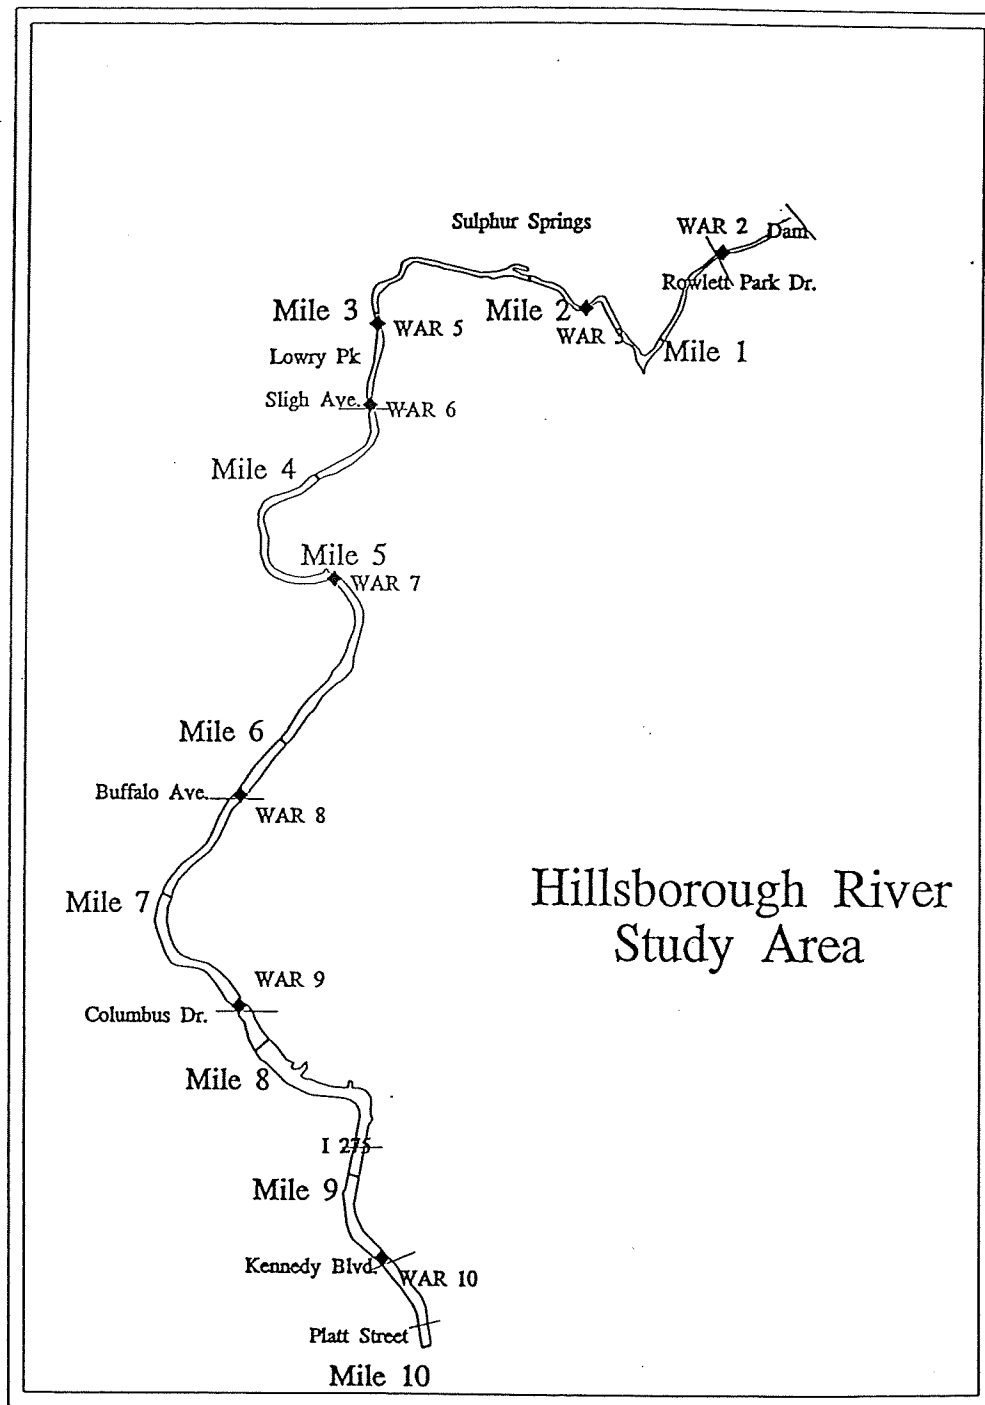 Sulphur Springs
WAR 2
Dam
Rowlett Park Dr.
Mile 3
WAR 5
Mile 2
WAR 3
Mile 1
Lowry Pk
Sligh Ave.
WAR 6
Mile 4
Mile 5
WAR 7
Mile 6
Buffalo Ave.
WAR 8
Mile 7
Hillsborough River
Study Area
WAR 9
Columbus Dr.
Mile 8
I 275
Mile 9
Kennedy Blvd.
WAR 10
Platt Street
Mile 10